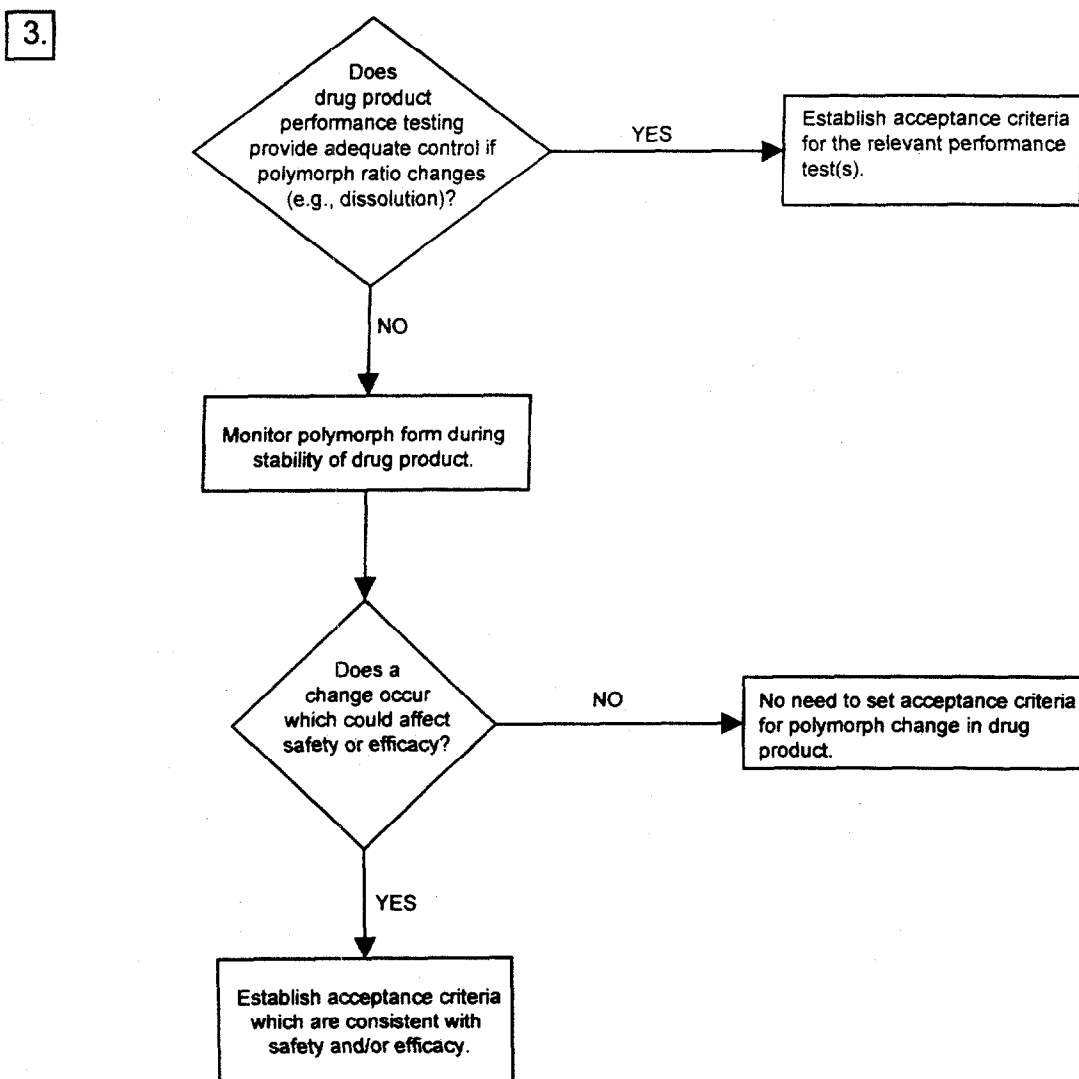 3.
Does
drug product
performance testing
provide adequate control if
polymorph ratio changes
(e.g., dissolution)?
YES
Establish acceptance criteria
for the relevant performance
test(s).
NO
Monitor polymorph form during
stability of drug product.
Does a
change occur
which could affect
safety or efficacy?
NO
No need to set acceptance criteria
for polymorph change in drug
product.
YES
Establish acceptance criteria
which are consistent with
safety and/or efficacy.